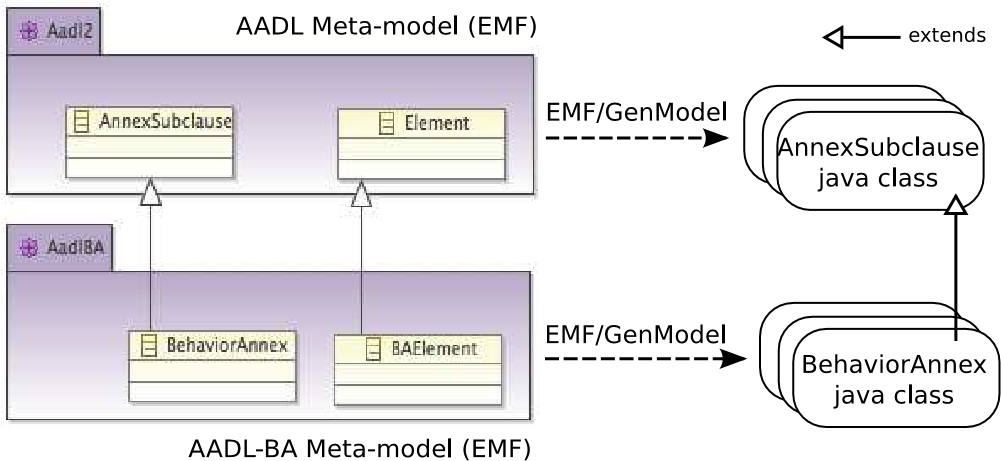 Aadl2
AADL Meta-model (EMF)
extends
AnnexSubclause
Element
EMF/GenModel
AnnexSubclause
java class
AadlBA
BehaviorAnnex
BAElement
EMF/GenModel
BehaviorAnnex
java class
AADL-BA Meta-model (EMF)